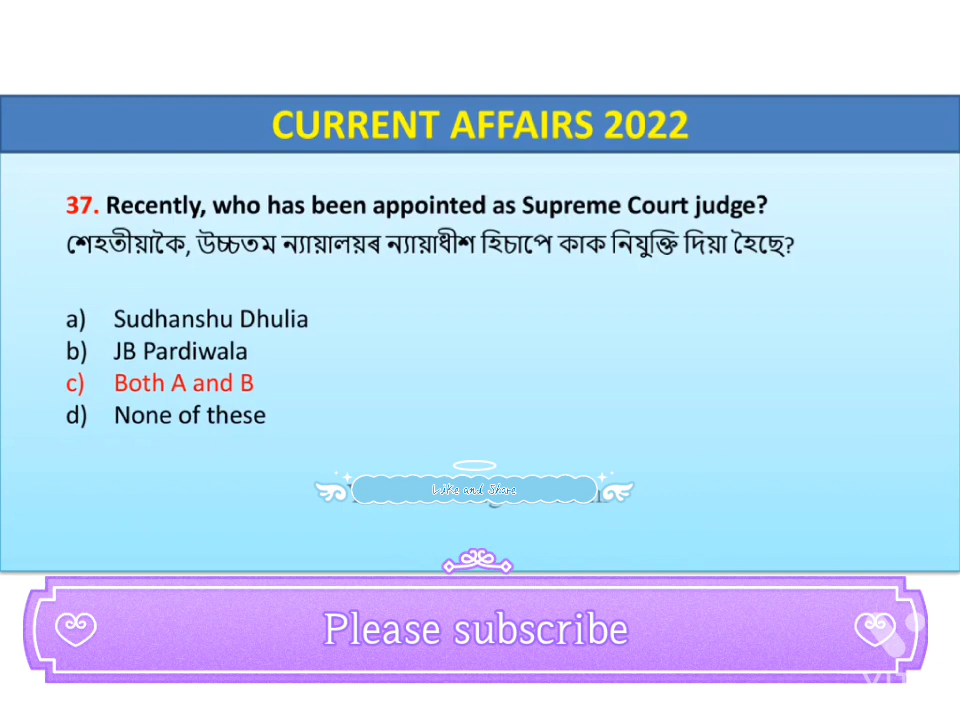 CURRENT AFFAIRS 2022
37. Recently, who has been appointed as Supreme Court judge?
শেহতীয়াকৈ, উচ্চতম ন্যায়ালয়ৰ ন্যায়াধীশ হিচাপে কাক নিযুক্তি দিয়া হৈছে?
a) Sudhanshu Dhulia
b) JB Pardiwala
c) Both A and B
d) None of these
Like and Share
Please subscribe